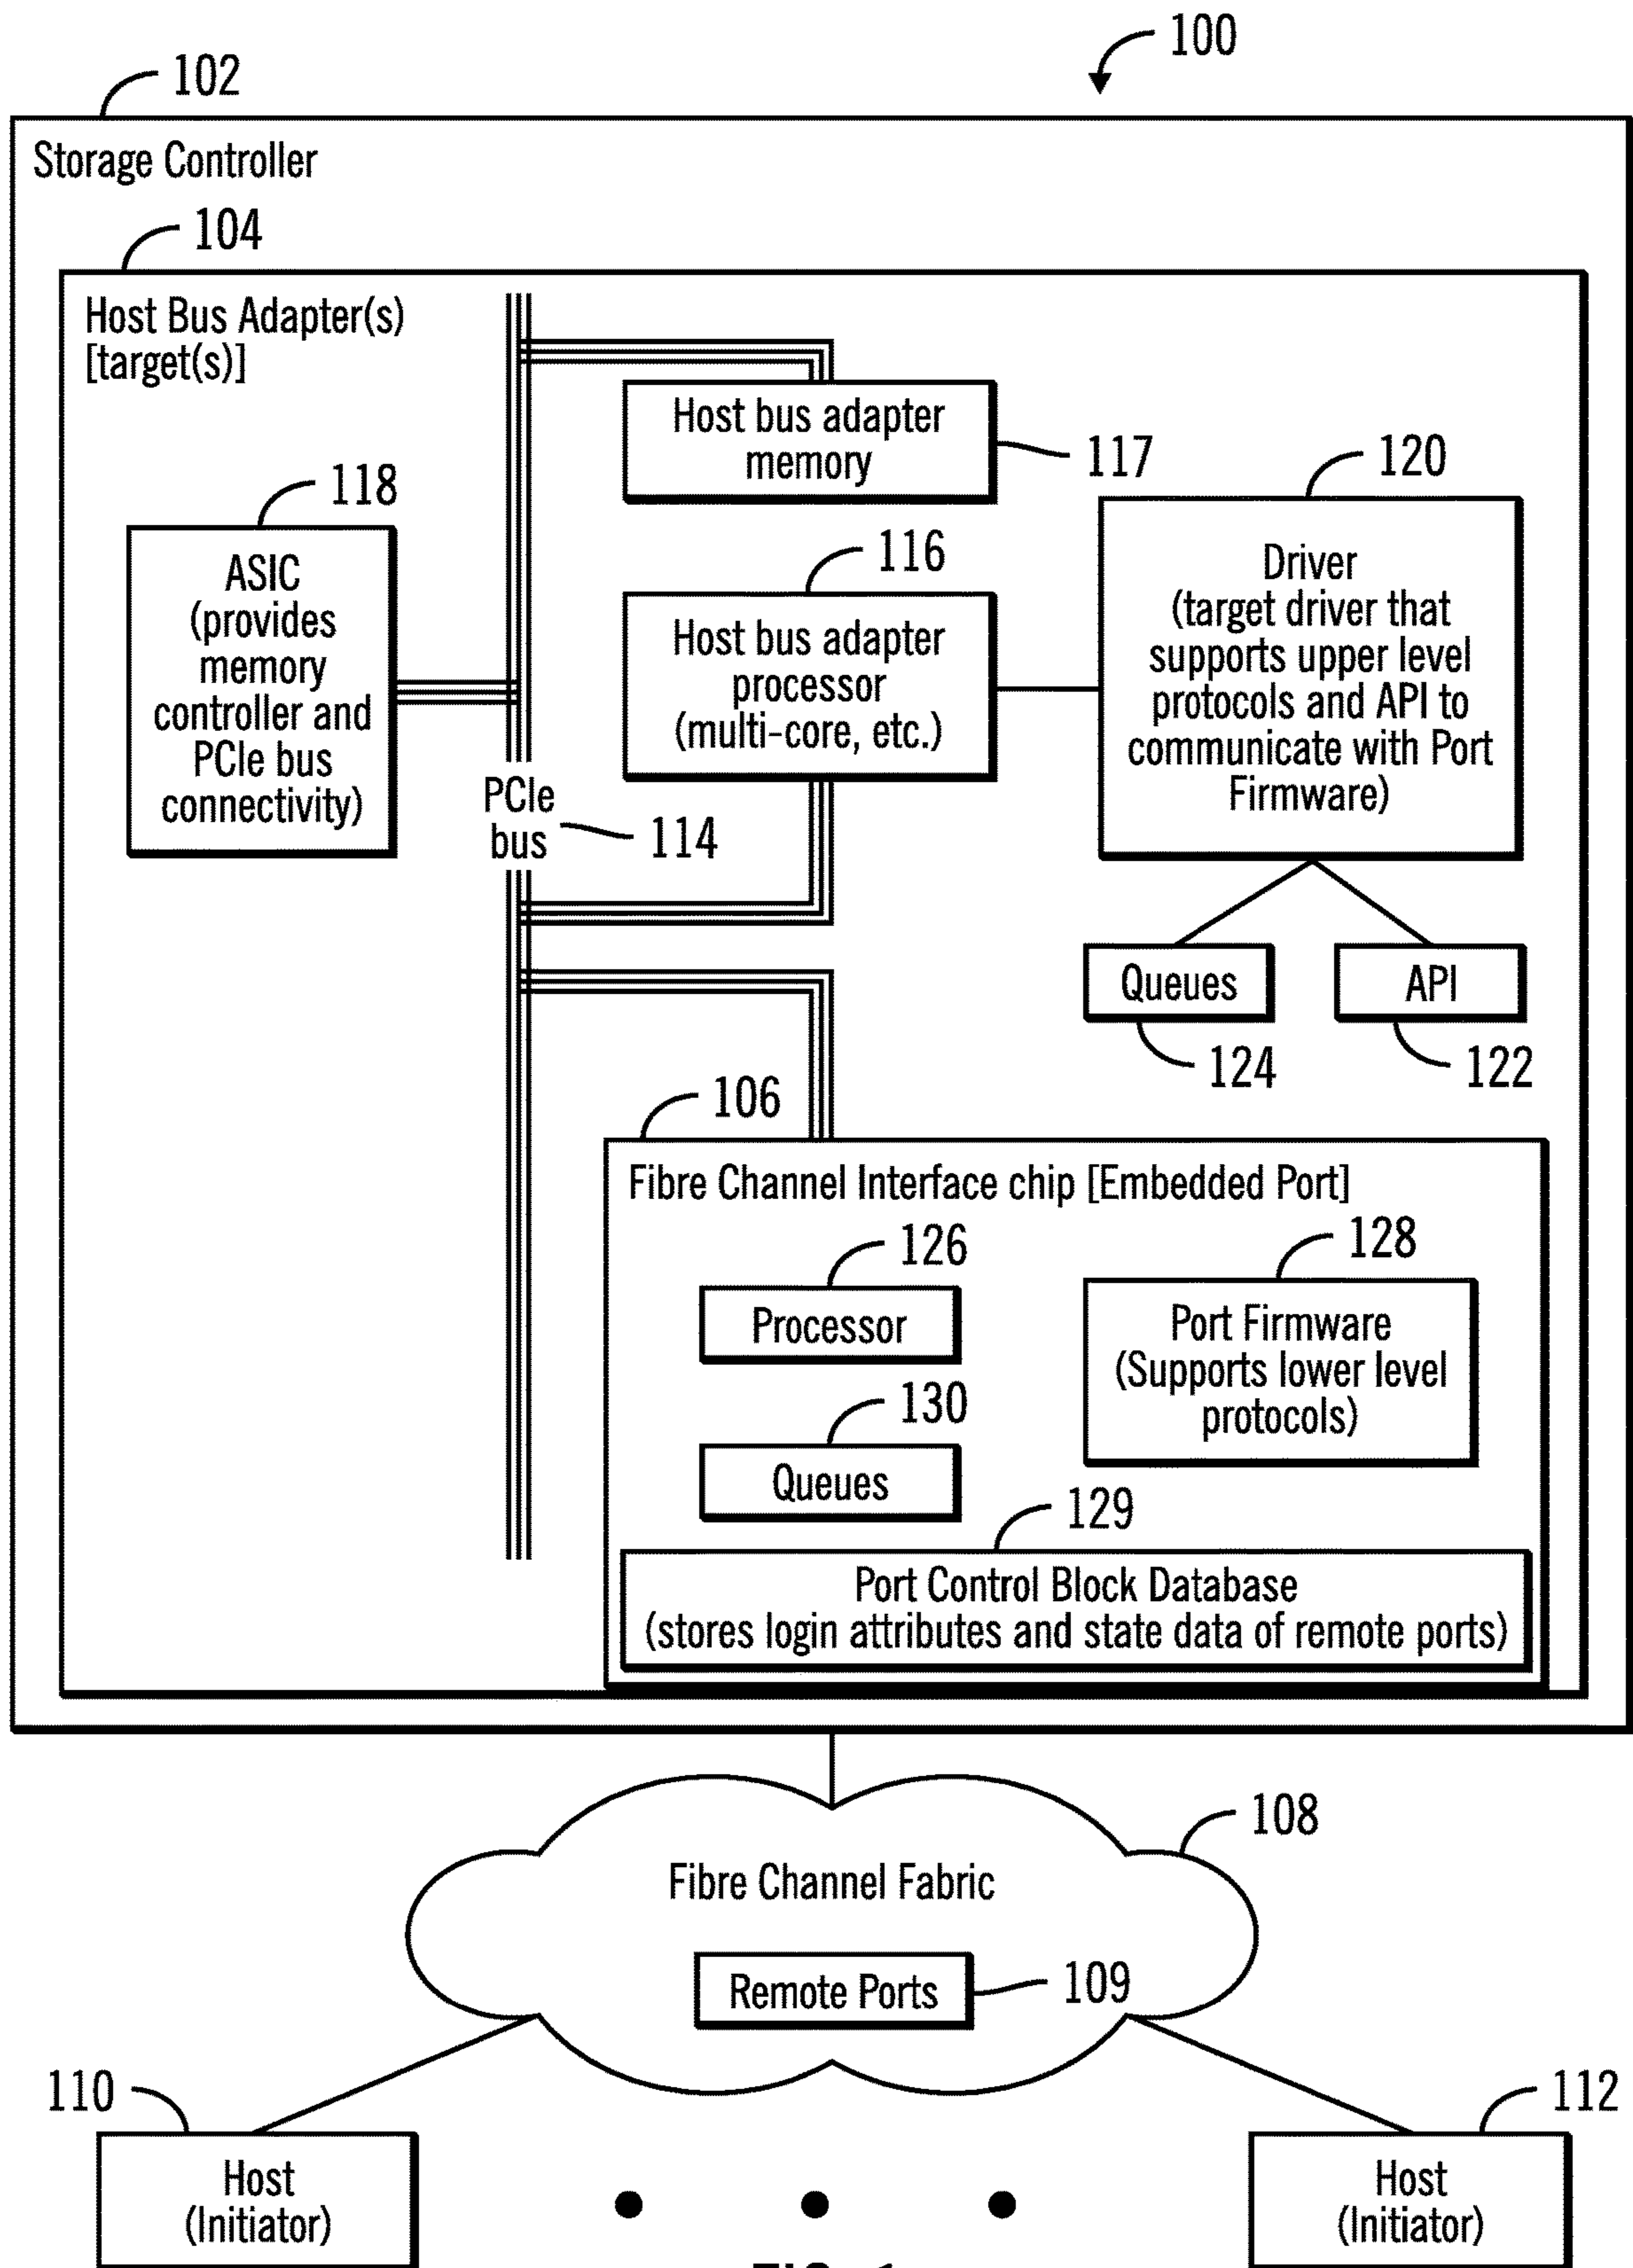 100
102
Storage Controller
104
Host Bus Adapter(s)
[target(s)]
Host bus adapter
memory
117
118
ASIC
(provides
memory
controller and
PCIe bus
connectivity)
116
Host bus adapter
processor
(multi-core, etc.)
120
Driver
(target driver that
supports upper level
protocols and API to
communicate with Port
Firmware)
PCIe
bus
114
Queues
124
API
122
106
Fibre Channel Interface chip [Embedded Port]
126
Processor
128
Port Firmware
(Supports lower level
protocols)
130
Queues
129
Port Control Block Database
(stores login attributes and state data of remote ports)
108
Fibre Channel Fabric
Remote Ports
109
110
Host
(Initiator)
112
Host
(Initiator)